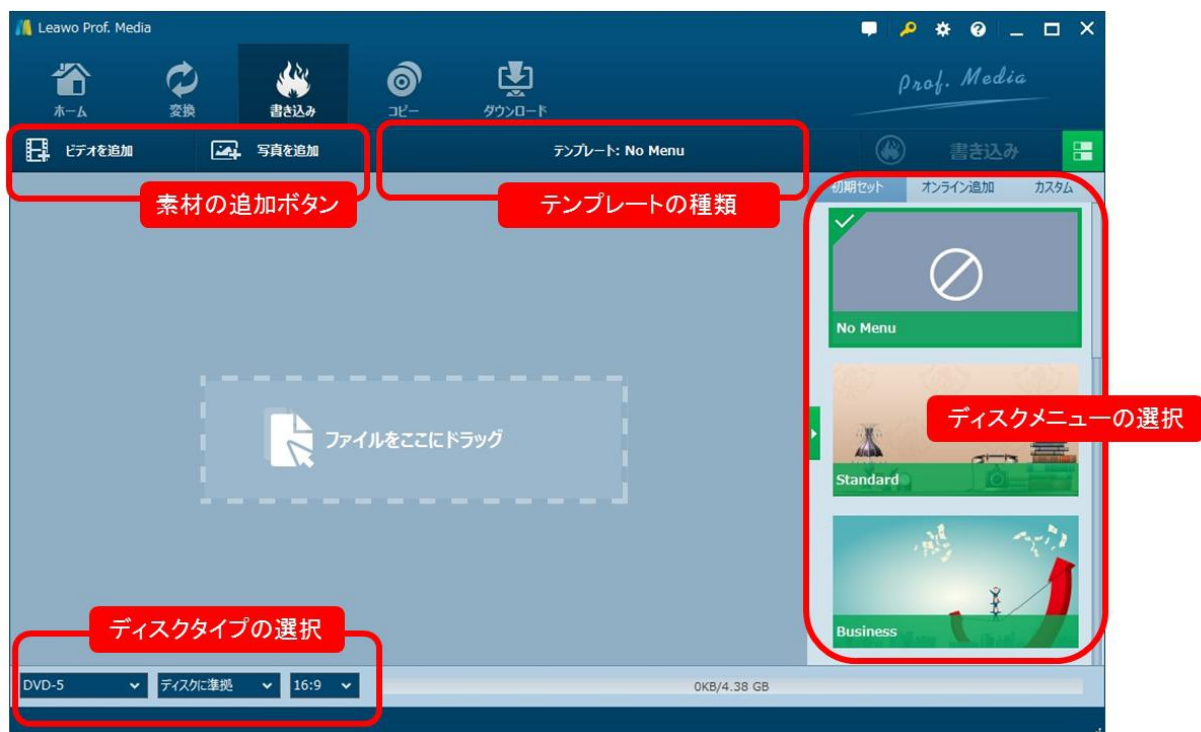 Leawo Prof. Media
ホーム
変換
書き込み
コピー
ダウンロード
Prof. Media
ビデオを追加
写真を追加
テンプレート: No Menu
書き込み
素材の追加ボタン
テンプレートの種類
初期セット
オンライン追加
カスタム
No Menu
ファイルをここにドラッグ
ディスクメニューの選択
Standard
Business
ディスクタイプの選択
DVD-5
ディスクに準拠
16:9
0KB/4.38 GB